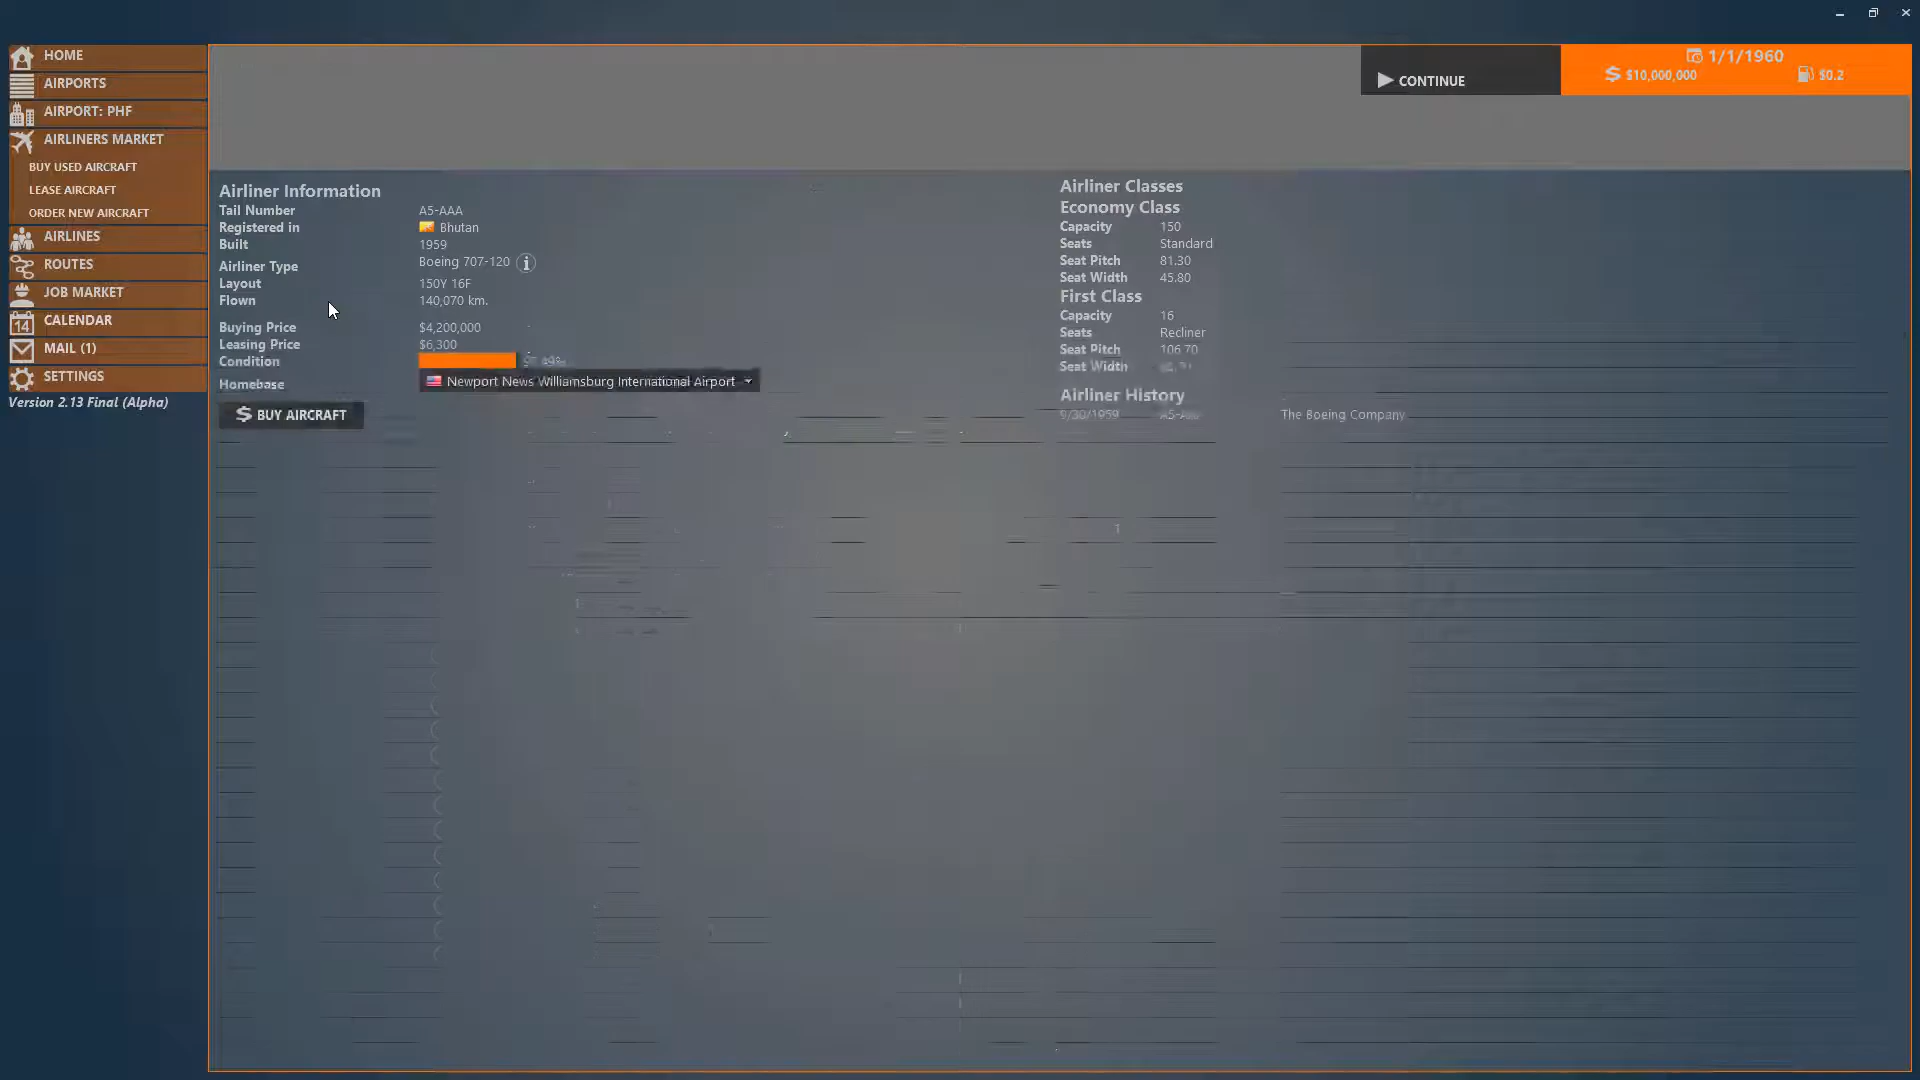 HOME
AIRPORTS
AIRPORT: PHF
AIRLINERS MARKET
BUY USED AIRCRAFT
LEASE AIRCRAFT
ORDER NEW AIRCRAFT
AIRLINES
ROUTES
JOB MARKET
14 CALENDAR
MAIL (1)
SETTINGS
Version 2.13 Final (Alpha)
CONTINUE
1/1/1960
$10,000,000 $0.2
Airliner Information
Tail Number A5-AAA
Registered in Bhutan
Built 1959
Airliner Type Boeing 707-120
Layout 150Y 16F
Flown 140,070 km.
Buying Price $4,200,000
Leasing Price $6,300
Condition
Homebase Newport News Williamsburg International Airport
$ BUY AIRCRAFT
Airliner Classes
Economy Class
Capacity 150
Seats Standard
Seat Pitch 81.30
Seat Width 45.80
First Class
Capacity 16
Seats Recliner
Seat Pitch 106.70
Seat Width
Airliner History
9/30/1959 The Boeing Company